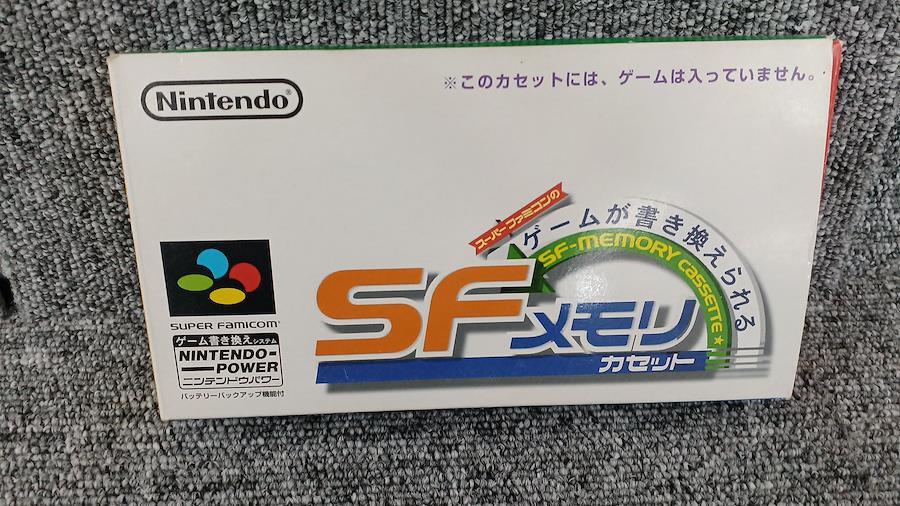 Nintendo®
※このカセットには、ゲームは入っていません。
スーパーファミコンの
ゲームが書き換えられる
SF-MEMORY CASSETTE★
SFメモリ
カセット
SUPER FAMICOM
ゲーム書き換えシステム
NINTENDO-
-POWER
ニンテンドウパワー
バッテリーバックアップ機能付